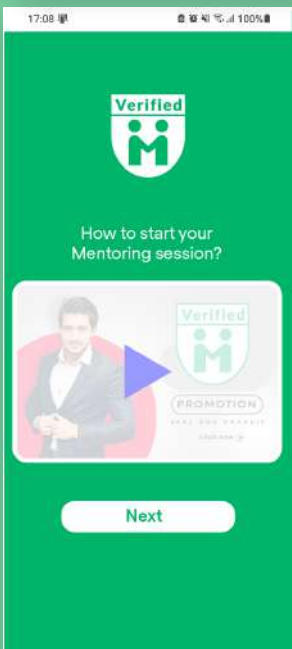 17:08
100%
Verified
How to start your
Mentoring session?
Verified
PROMOTION
Next